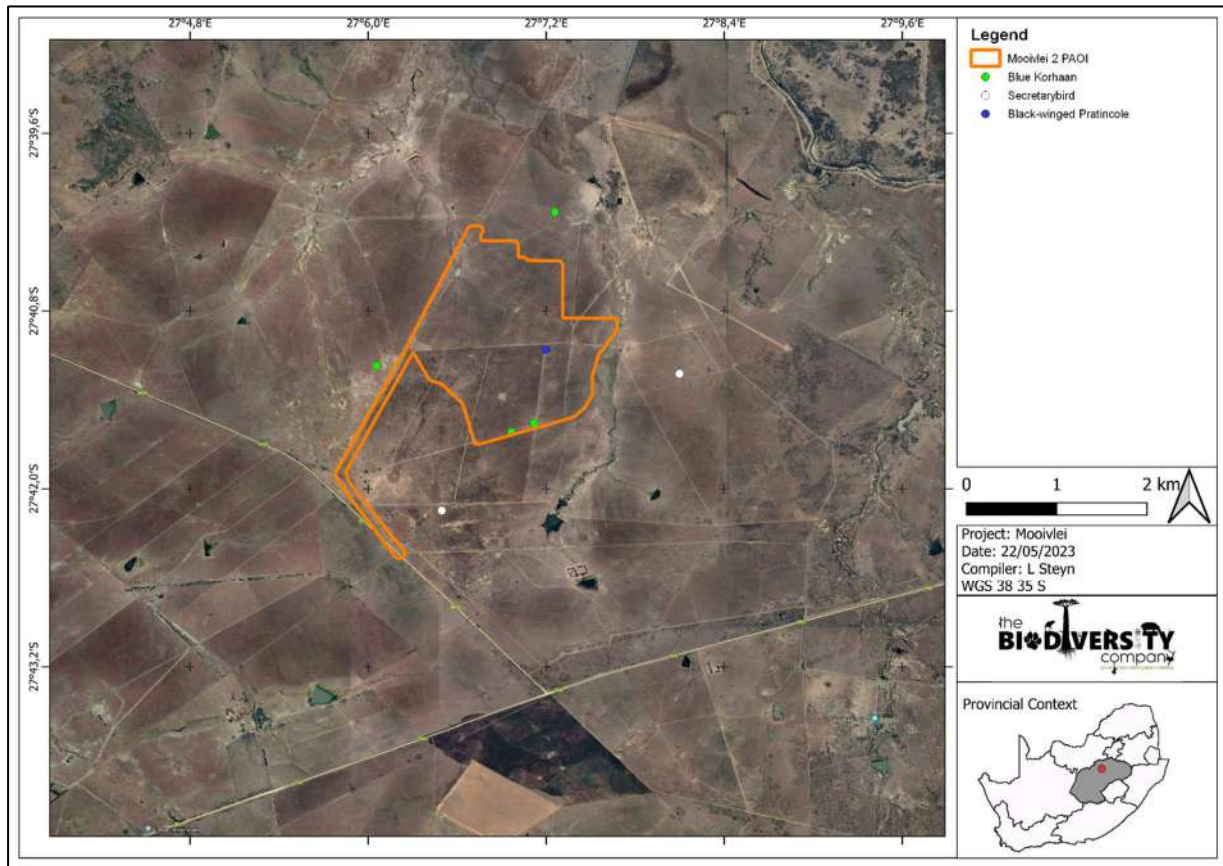 27°4,8'E 27°6,0'E 27°7,2'E 27°8,4'E 27°9,6'E
27°39,6'S
27°40,8'S
27°42,0'S
27°43,2'S
Legend
Mooivlei 2 PAOI
Blue Korhaan
Secretarybird
Black-winged Pratincole
0 1 2 km
Project: Mooivlei
Date: 22/05/2023
Compiler: L Steyn
WGS 38 35 S
the
BIODIVERSITY
company
Provincial Context